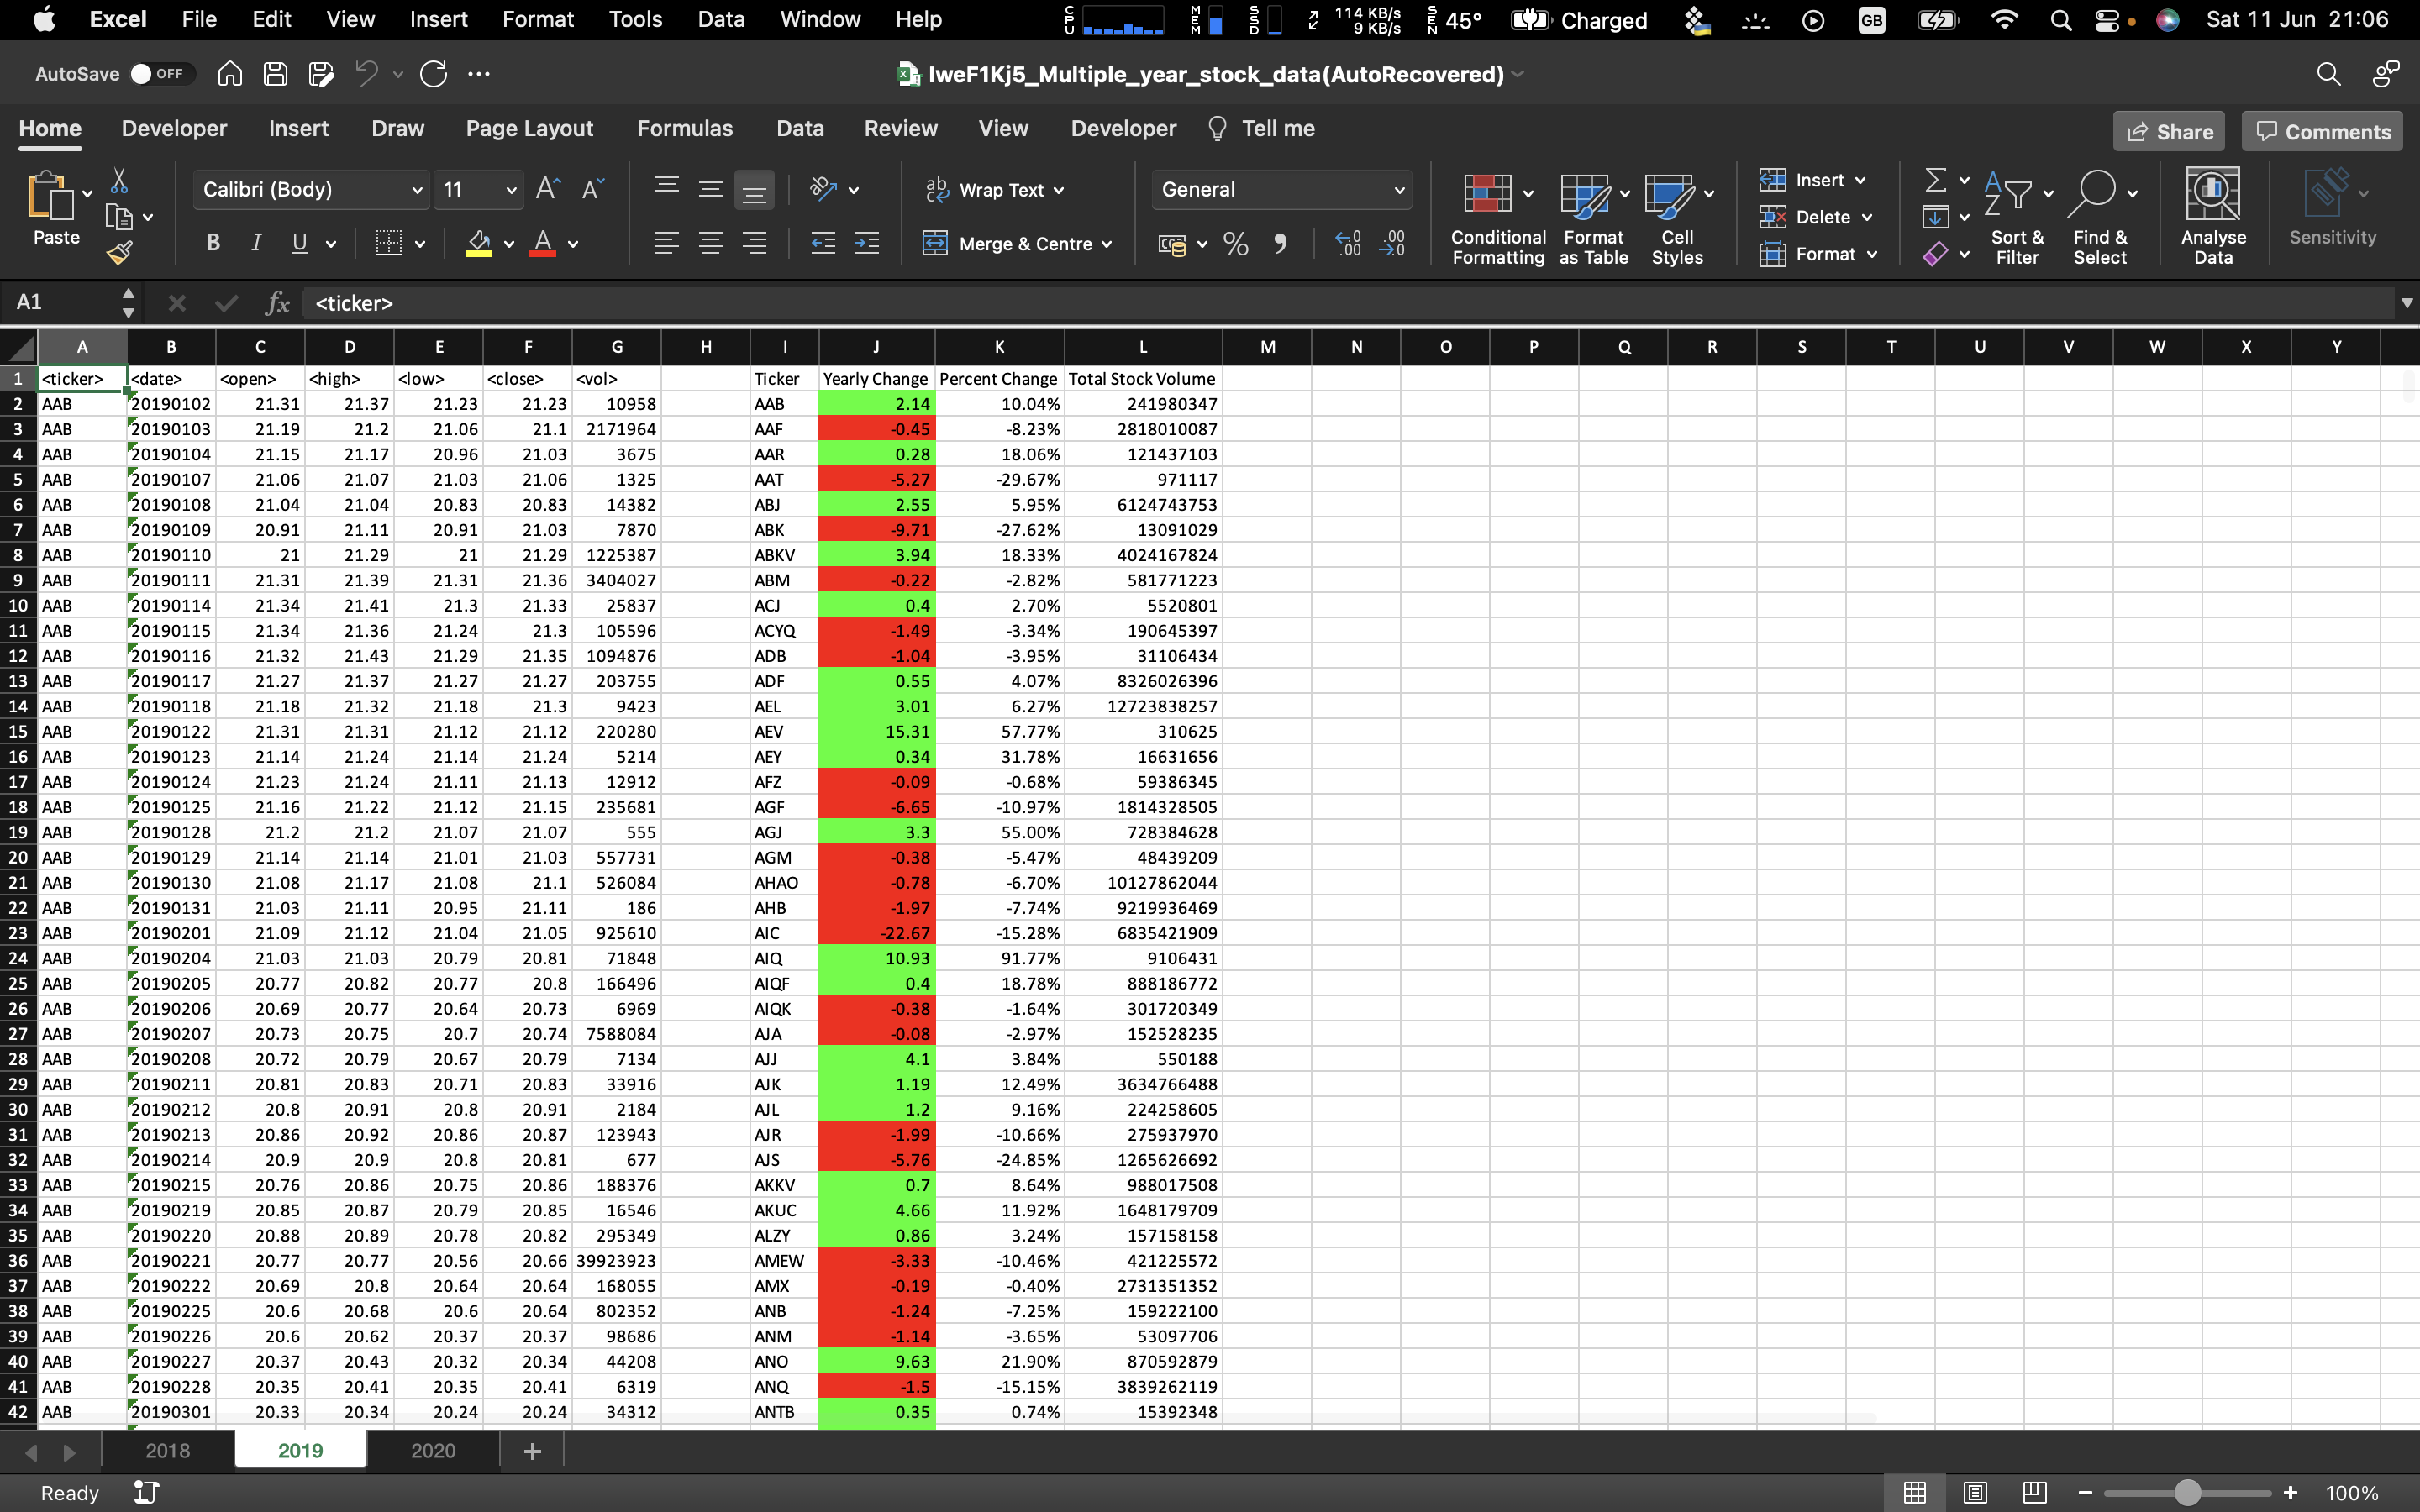 Excel File Edit View Insert Format Tools Data Window Help CPU MEM SSD 114 KB/s 9 KB/s SEN 45° Charged GB Sat 11 Jun 21:06
AutoSave OFF IweF1Kj5_Multiple_year_stock_data(AutoRecovered)
Home Developer Insert Draw Page Layout Formulas Data Review View Developer Tell me Share Comments
Paste Calibri (Body) 11 Wrap Text General Insert
B I U Merge & Centre Delete
Conditional Formatting Format as Table Cell Styles Format Sort & Filter Find & Select Analyse Data Sensitivity
A1 fx <ticker>
A B C D E F G H I J K L M N O P Q R S T U V W X Y
1 <ticker> <date> <open> <high> <low> <close> <vol> Ticker Yearly Change Percent Change Total Stock Volume
2 AAB 20190102 21.31 21.37 21.23 21.23 10958 AAB 2.14 10.04% 241980347
3 AAB 20190103 21.19 21.2 21.06 21.1 2171964 AAF -0.45 -8.23% 2818010087
4 AAB 20190104 21.15 21.17 20.96 21.03 3675 AAR 0.28 18.06% 121437103
5 AAB 20190107 21.06 21.07 21.03 21.06 1325 AAT -5.27 -29.67% 971117
6 AAB 20190108 21.04 21.04 20.83 20.83 14382 ABJ 2.55 5.95% 6124743753
7 AAB 20190109 20.91 21.11 20.91 21.03 7870 ABK -9.71 -27.62% 13091029
8 AAB 20190110 21 21.29 21 21.29 1225387 ABKV 3.94 18.33% 4024167824
9 AAB 20190111 21.31 21.39 21.31 21.36 3404027 ABM -0.22 -2.82% 581771223
10 AAB 20190114 21.34 21.41 21.3 21.33 25837 ACJ 0.4 2.70% 5520801
11 AAB 20190115 21.34 21.36 21.24 21.3 105596 ACYQ -1.49 -3.34% 190645397
12 AAB 20190116 21.32 21.43 21.29 21.35 1094876 ADB -1.04 -3.95% 31106434
13 AAB 20190117 21.27 21.37 21.27 21.27 203755 ADF 0.55 4.07% 8326026396
14 AAB 20190118 21.18 21.32 21.18 21.3 9423 AEL 3.01 6.27% 12723838257
15 AAB 20190122 21.31 21.31 21.12 21.12 220280 AEV 15.31 57.77% 310625
16 AAB 20190123 21.14 21.24 21.14 21.24 5214 AEY 0.34 31.78% 16631656
17 AAB 20190124 21.23 21.24 21.11 21.13 12912 AFZ -0.09 -0.68% 59386345
18 AAB 20190125 21.16 21.22 21.12 21.15 235681 AGF -6.65 -10.97% 1814328505
19 AAB 20190128 21.2 21.2 21.07 21.07 555 AGJ 3.3 55.00% 728384628
20 AAB 20190129 21.14 21.14 21.01 21.03 557731 AGM -0.38 -5.47% 48439209
21 AAB 20190130 21.08 21.17 21.08 21.1 526084 AHAO -0.78 -6.70% 10127862044
22 AAB 20190131 21.03 21.11 20.95 21.11 186 AHB -1.97 -7.74% 9219936469
23 AAB 20190201 21.09 21.12 21.04 21.05 925610 AIC -22.67 -15.28% 6835421909
24 AAB 20190204 21.03 21.03 20.79 20.81 71848 AIQ 10.93 91.77% 9106431
25 AAB 20190205 20.77 20.82 20.77 20.8 166496 AIQF 0.4 18.78% 888186772
26 AAB 20190206 20.69 20.77 20.64 20.73 6969 AIQK -0.38 -1.64% 301720349
27 AAB 20190207 20.73 20.75 20.7 20.74 7588084 AJA -0.08 -2.97% 152528235
28 AAB 20190208 20.72 20.79 20.67 20.79 7134 AJJ 4.1 3.84% 550188
29 AAB 20190211 20.81 20.83 20.71 20.83 33916 AJK 1.19 12.49% 3634766488
30 AAB 20190212 20.8 20.91 20.8 20.91 2184 AJL 1.2 9.16% 224258605
31 AAB 20190213 20.86 20.92 20.86 20.87 123943 AJR -1.99 -10.66% 275937970
32 AAB 20190214 20.9 20.9 20.8 20.81 677 AJS -5.76 -24.85% 1265626692
33 AAB 20190215 20.76 20.86 20.75 20.86 188376 AKKV 0.7 8.64% 988017508
34 AAB 20190219 20.85 20.87 20.79 20.85 16546 AKUC 4.66 11.92% 1648179709
35 AAB 20190220 20.88 20.89 20.78 20.82 295349 ALZY 0.86 3.24% 157158158
36 AAB 20190221 20.77 20.77 20.56 20.66 39923923 AMEW -3.33 -10.46% 421225572
37 AAB 20190222 20.69 20.8 20.64 20.64 168055 AMX -0.19 -0.40% 2731351352
38 AAB 20190225 20.6 20.68 20.6 20.64 802352 ANB -1.24 -7.25% 159222100
39 AAB 20190226 20.6 20.62 20.37 20.37 98686 ANM -1.14 -3.65% 53097706
40 AAB 20190227 20.37 20.43 20.32 20.34 44208 ANO 9.63 21.90% 870592879
41 AAB 20190228 20.35 20.41 20.35 20.41 6319 ANQ -1.5 -15.15% 3839262119
42 AAB 20190301 20.33 20.34 20.24 20.24 34312 ANTB 0.35 0.74% 15392348
2018 2019 2020 +
Ready 100%